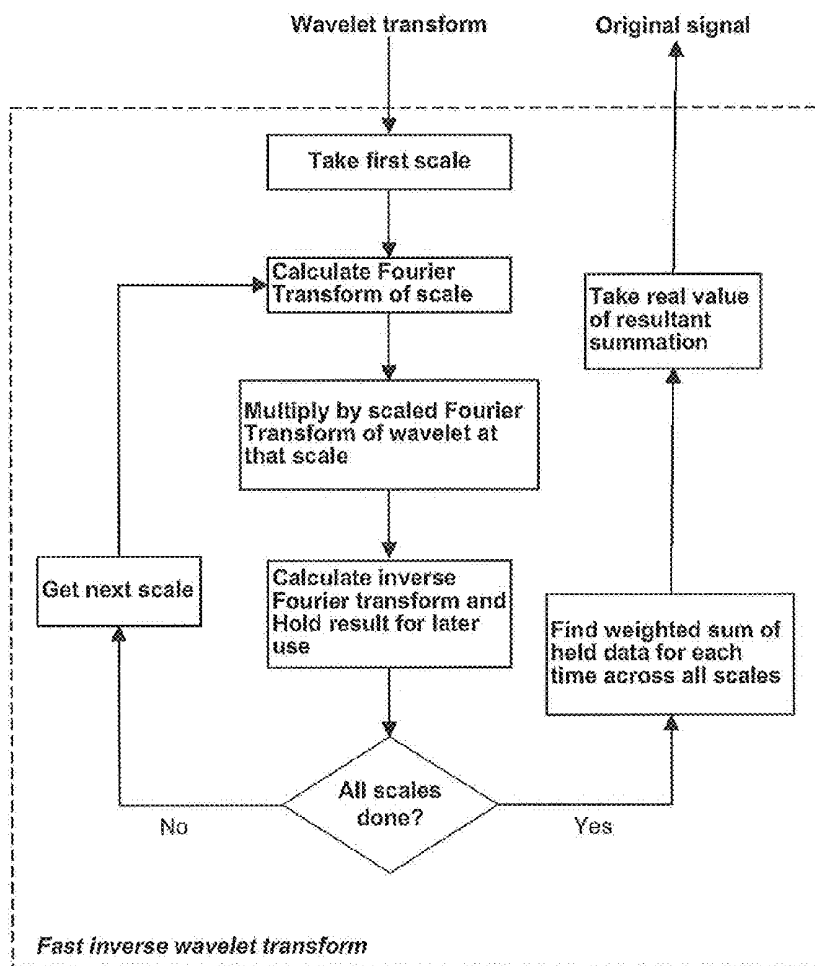 Wavelet transform
Original signal
Take first scale
Calculate Fourier
Transform of scale
Take real value
of resultant
summation
Multiply by scaled Fourier
Transform of wavelet at
that scale
Get next scale
Calculate inverse
Fourier transform and
Hold result for later
use
Find weighted sum of
held data for each
time across all scales
All scales
done?
No
Yes
Fast inverse wavelet transform